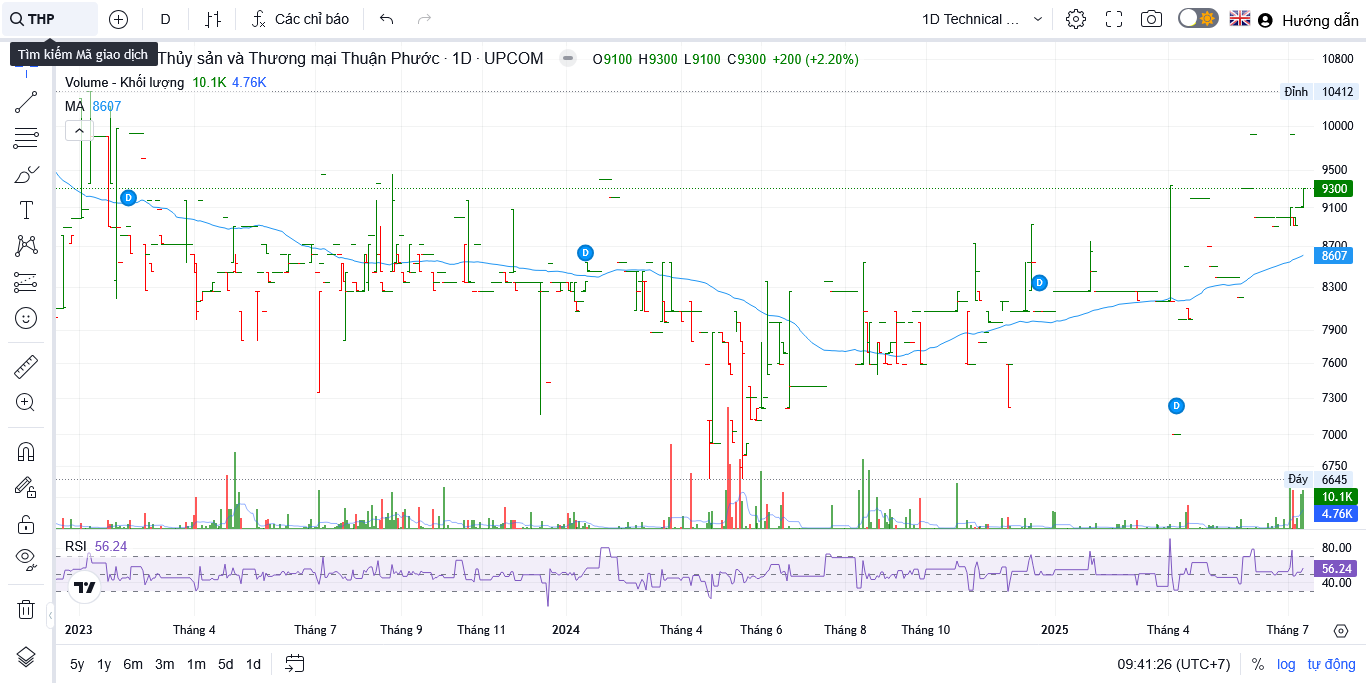 THP
D
Các chỉ báo
1D Technical ...
Hướng dẫn
Tìm kiếm Mã giao dịch
Thủy sản và Thương mại Thuận Phước · 1D · UPCOM
O9100 H9300 L9100 C9300 +200 (+2.20%)
Volume - Khối lượng 10.1K 4.76K
MA 8607
10800
Đỉnh 10412
10000
9500
9300
9100
8700
8607
8300
7900
7600
7300
7000
6750
Đáy 6645
10.1K
4.76K
D
D
D
D
RSI 56.24
80.00
56.24
40.00
2023 Tháng 4 Tháng 7 Tháng 9 Tháng 11 2024 Tháng 4 Tháng 6 Tháng 8 Tháng 10 2025 Tháng 4 Tháng 7
5y 1y 6m 3m 1m 5d 1d
09:41:26 (UTC+7) % log tự động